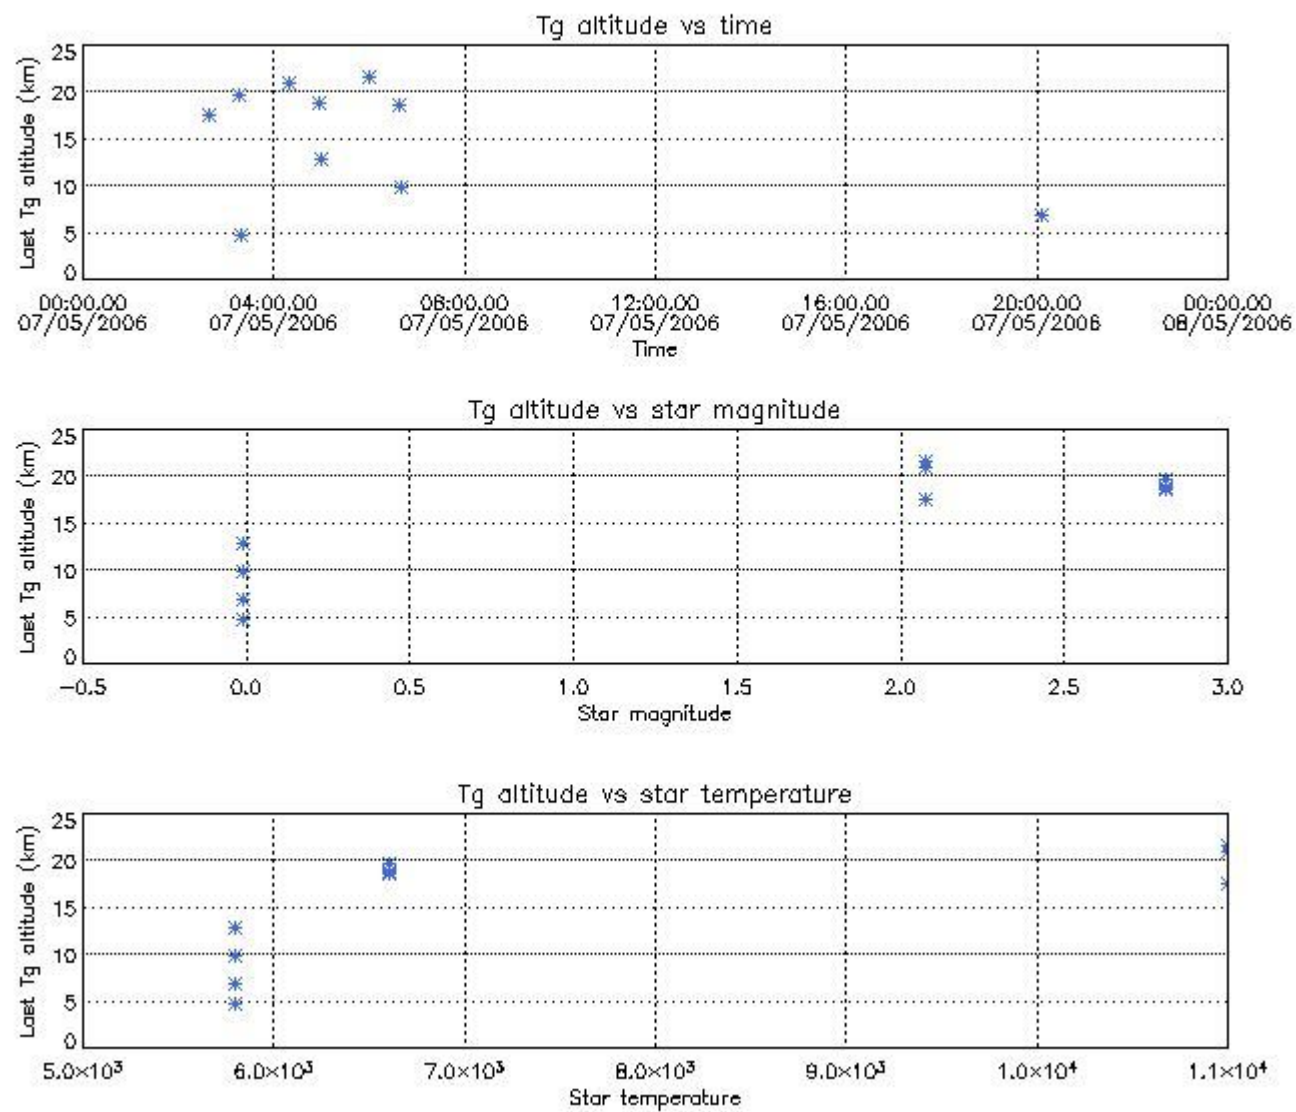 Tg altitude vs time
Last Tg altitude (km)
25
20
15
10
5
0
00:00.00 04:00.00 08:00.00 12:00.00 16:00.00 20:00.00 00:00.00
07/05/2006 07/05/2006 07/05/2006 07/05/2006 07/05/2006 07/05/2006 08/05/2006
Time
Tg altitude vs star magnitude
Last Tg altitude (km)
25
20
15
10
5
0
−0.5 0.0 0.5 1.0 1.5 2.0 2.5 3.0
Star magnitude
Tg altitude vs star temperature
Last Tg altitude (km)
25
20
15
10
5
0
5.0×10³ 6.0×10³ 7.0×10³ 8.0×10³ 9.0×10³ 1.0×10⁴ 1.1×10⁴
Star temperature